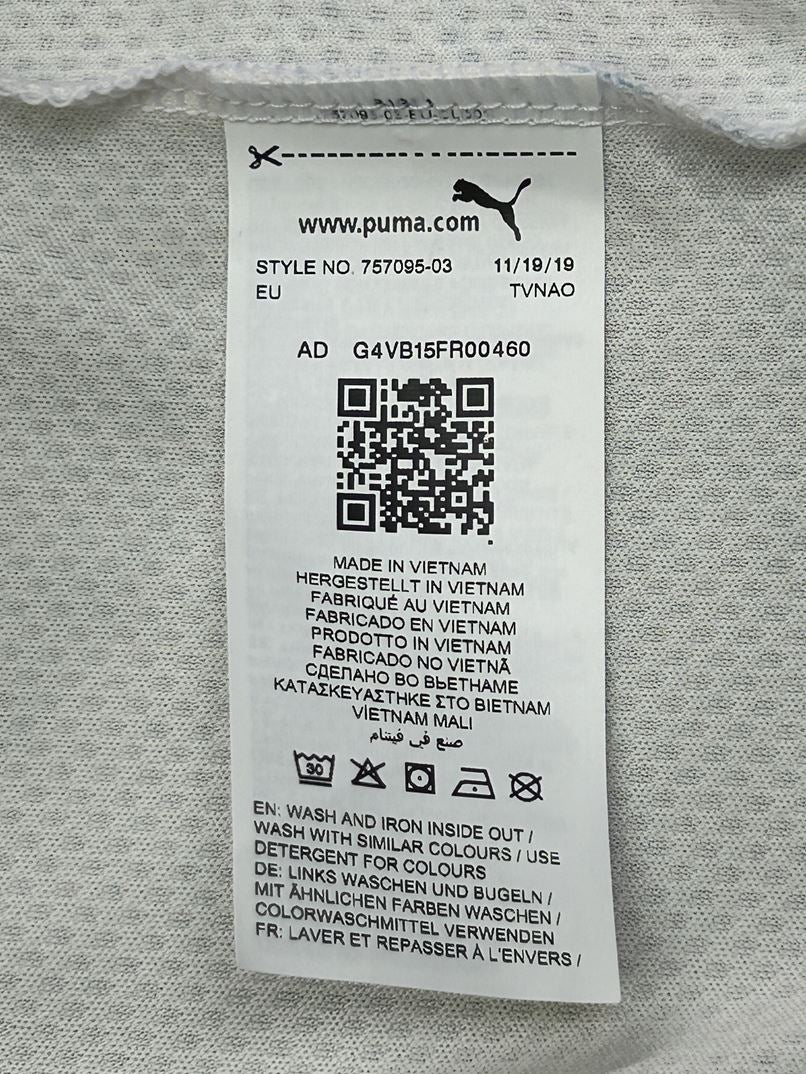 www.puma.com
STYLE NO. 757095-03 11/19/19
EU TVNAO
AD G4VB15FR00460
MADE IN VIETNAM
HERGESTELLT IN VIETNAM
FABRIQUÉ AU VIETNAM
FABRICADO EN VIETNAM
PRODOTTO IN VIETNAM
FABRICADO NO VIETNÃ
СДЕЛАНО ВО ВЬЕТНАМЕ
ΚΑΤΑΣΚΕΥΑΣΤΗΚΕ ΣΤΟ ΒΙΕΤΝΑΜ
VİETNAM MALI
صنع في فيتنام
30
EN: WASH AND IRON INSIDE OUT /
WASH WITH SIMILAR COLOURS / USE
DETERGENT FOR COLOURS
DE: LINKS WASCHEN UND BUGELN /
MIT ÄHNLICHEN FARBEN WASCHEN /
COLORWASCHMITTEL VERWENDEN
FR: LAVER ET REPASSER À L'ENVERS /